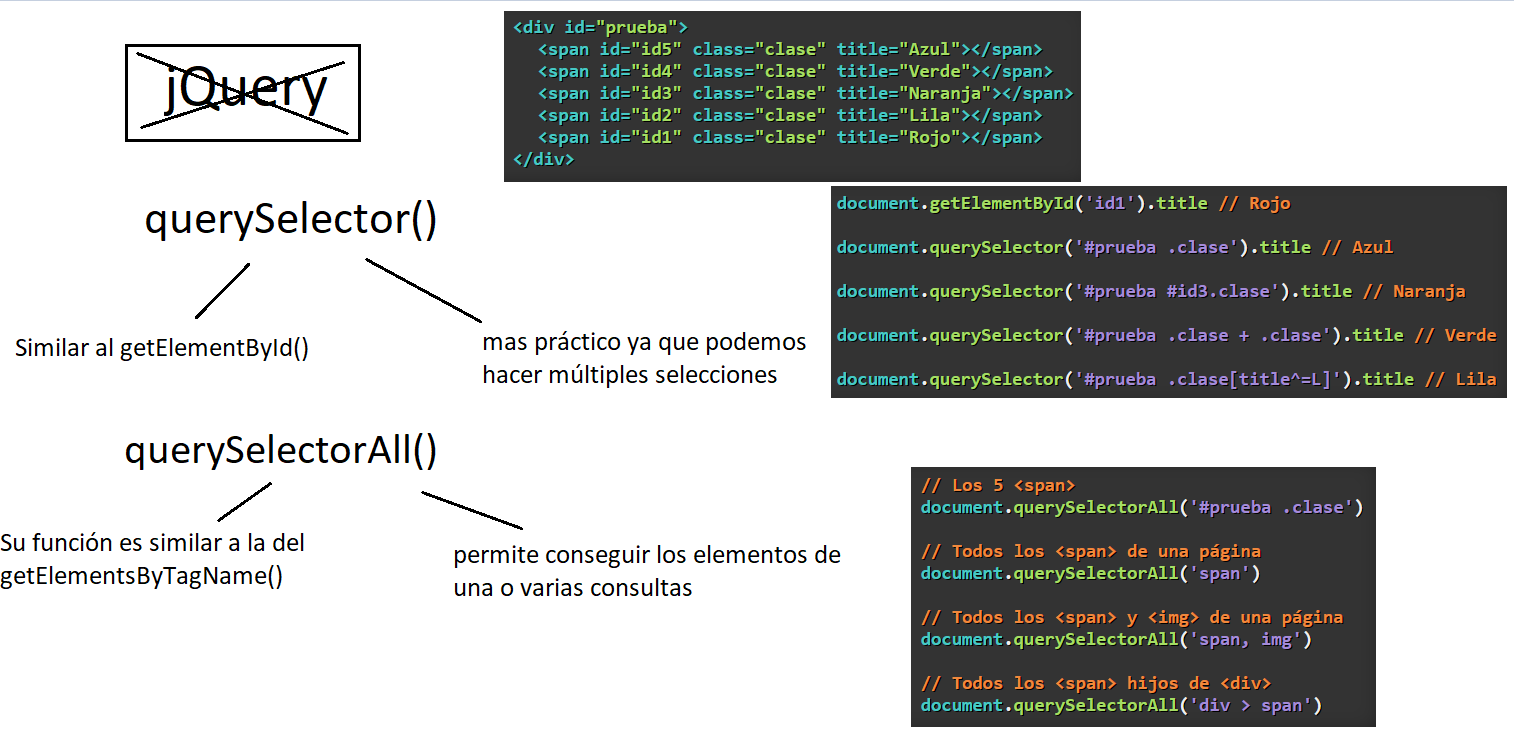 jQuery
<div id="prueba">
<span id="id5" class="clase" title="Azul"></span>
<span id="id4" class="clase" title="Verde"></span>
<span id="id3" class="clase" title="Naranja"></span>
<span id="id2" class="clase" title="Lila"></span>
<span id="id1" class="clase" title="Rojo"></span>
</div>
querySelector()
Similar al getElementById()
mas práctico ya que podemos
hacer múltiples selecciones
document.getElementById('id1').title // Rojo
document.querySelector('#prueba .clase').title // Azul
document.querySelector('#prueba #id3.clase').title // Naranja
document.querySelector('#prueba .clase + .clase').title // Verde
document.querySelector('#prueba .clase[title^=L]').title // Lila
querySelectorAll()
Su función es similar a la del
getElementsByTagName()
permite conseguir los elementos de
una o varias consultas
// Los 5 <span>
document.querySelectorAll('#prueba .clase')
// Todos los <span> de una página
document.querySelectorAll('span')
// Todos los <span> y <img> de una página
document.querySelectorAll('span, img')
// Todos los <span> hijos de <div>
document.querySelectorAll('div > span')